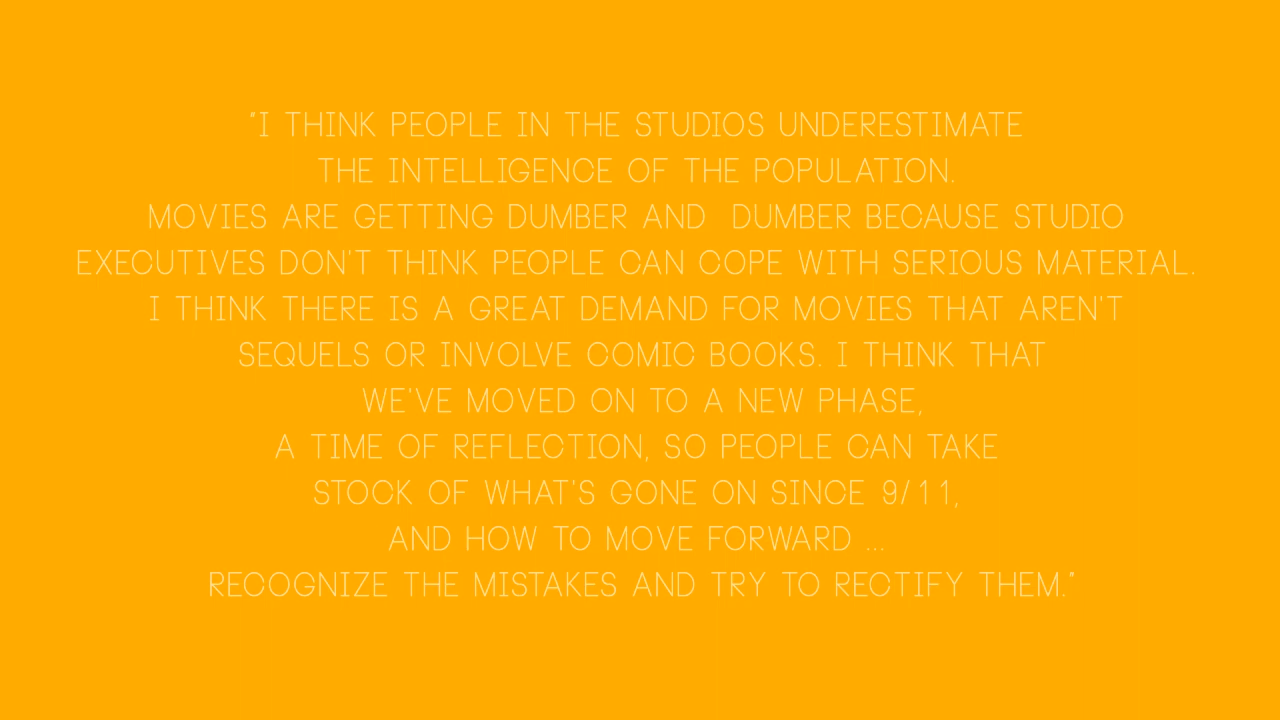 "I THINK PEOPLE IN THE STUDIOS UNDERESTIMATE
THE INTELLIGENCE OF THE POPULATION.
MOVIES ARE GETTING DUMBER AND  DUMBER BECAUSE STUDIO
EXECUTIVES DON'T THINK PEOPLE CAN COPE WITH SERIOUS MATERIAL.
I THINK THERE IS A GREAT DEMAND FOR MOVIES THAT AREN'T
SEQUELS OR INVOLVE COMIC BOOKS. I THINK THAT
WE'VE MOVED ON TO A NEW PHASE,
A TIME OF REFLECTION, SO PEOPLE CAN TAKE
STOCK OF WHAT'S GONE ON SINCE 9/11,
AND HOW TO MOVE FORWARD ...
RECOGNIZE THE MISTAKES AND TRY TO RECTIFY THEM."